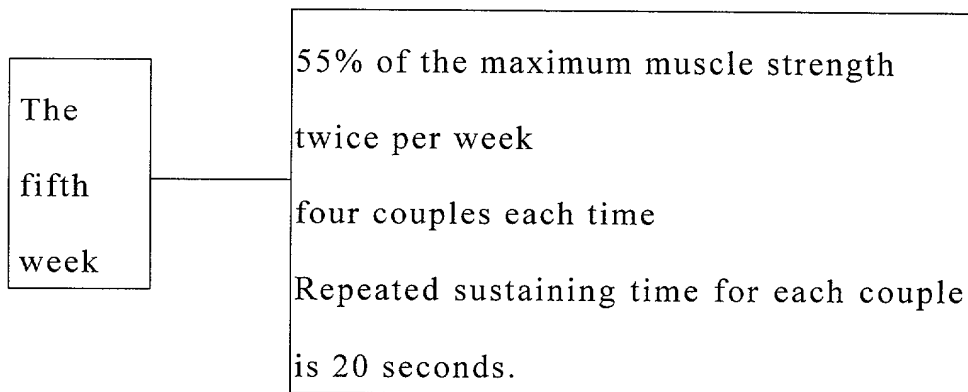 The
fifth
week
55% of the maximum muscle strength
twice per week
four couples each time
Repeated sustaining time for each couple
is 20 seconds.